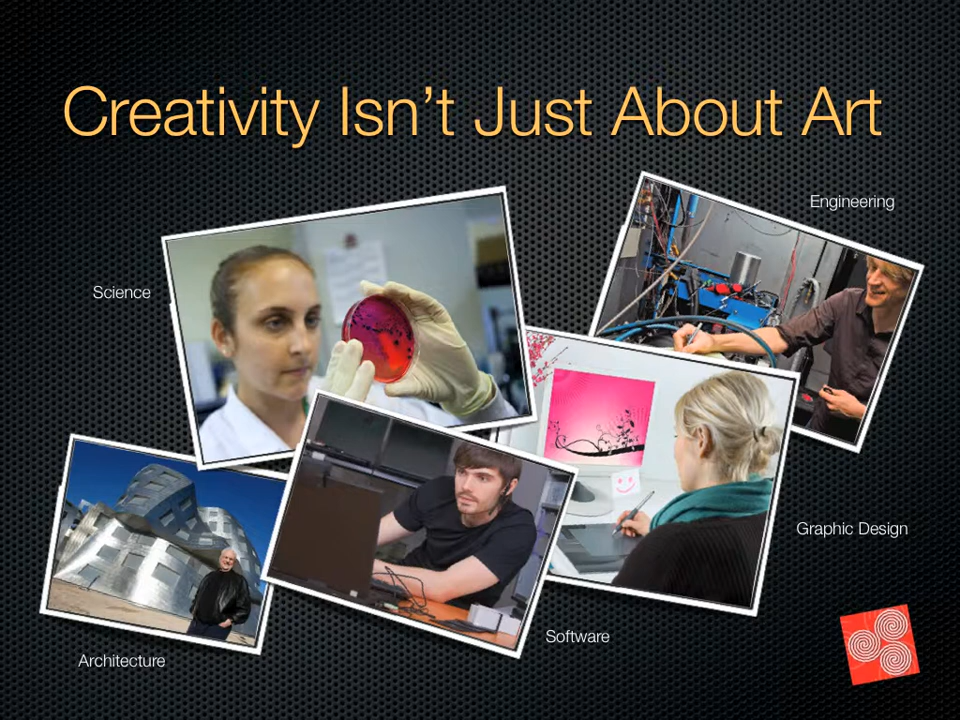 Creativity Isn’t Just About Art
Engineering
Science
Graphic Design
Software
Architecture